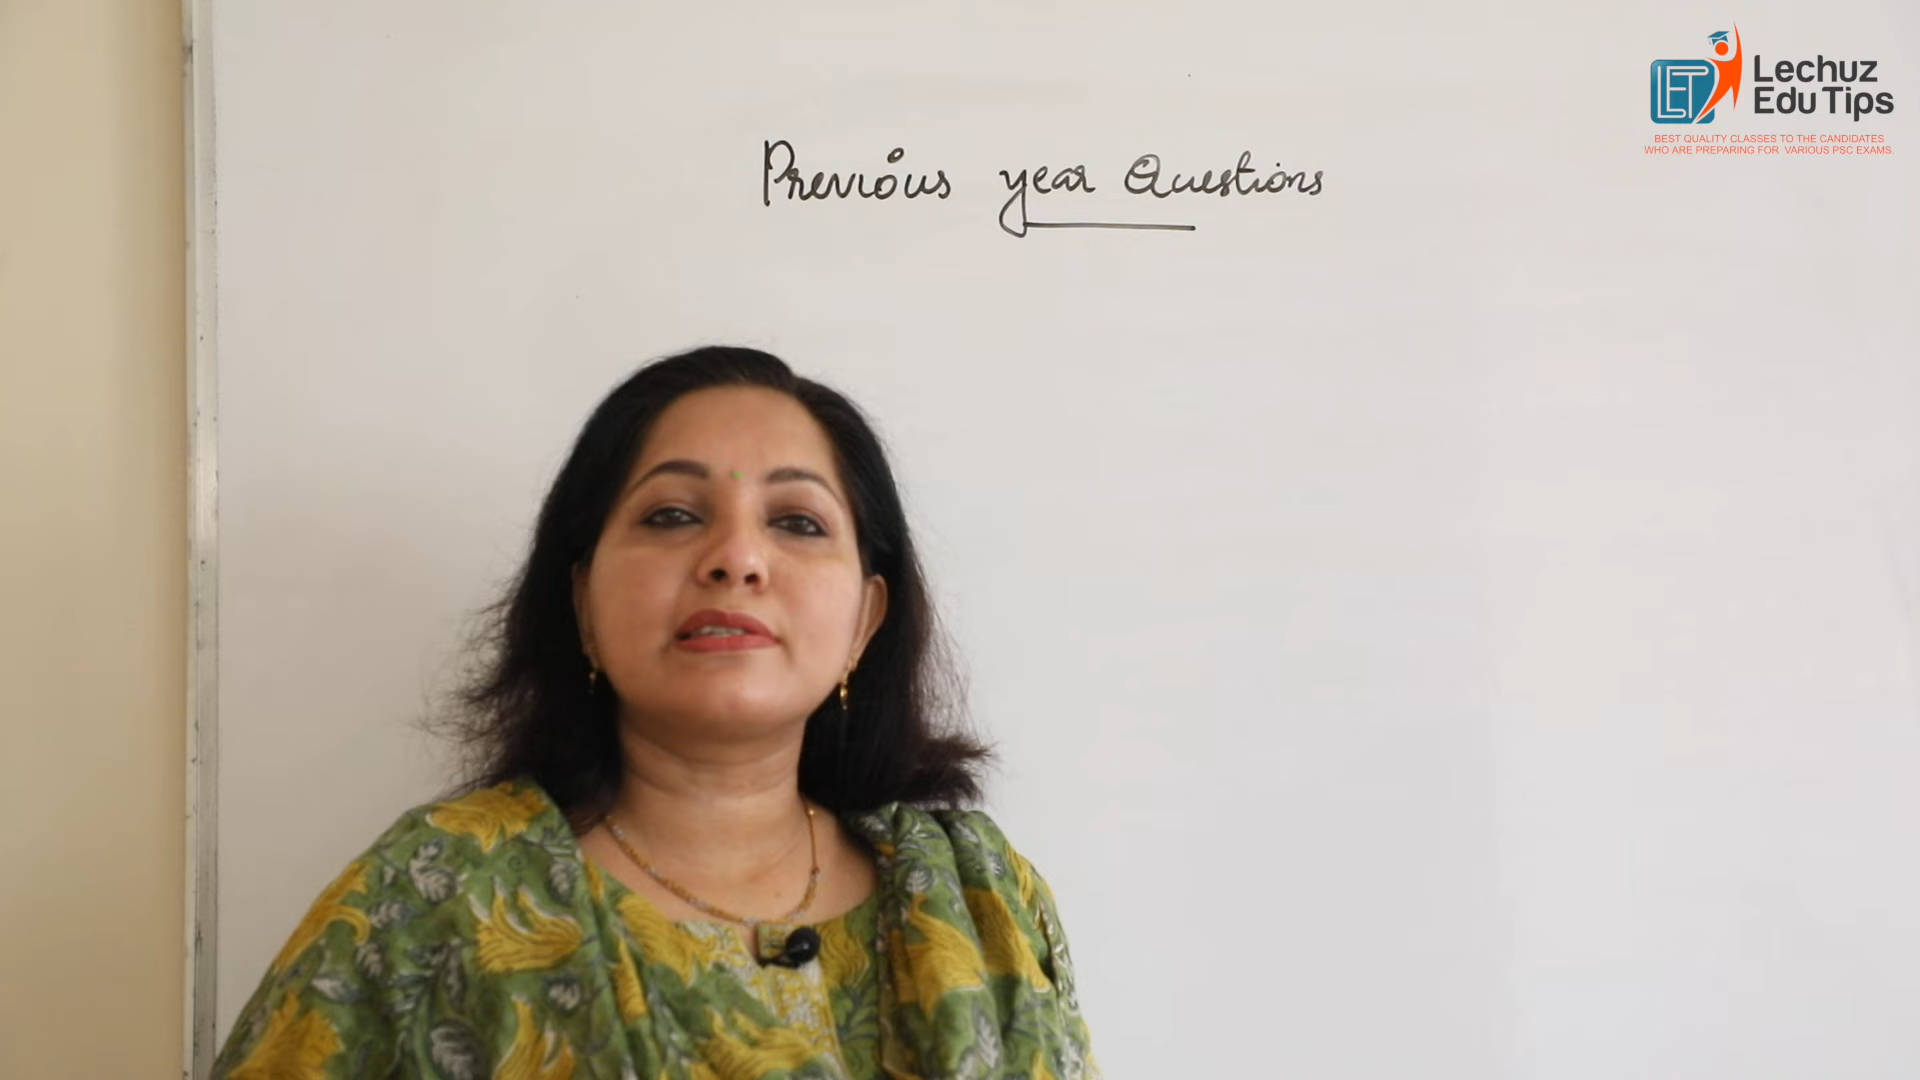 Previous year Questions
LET
Lechuz
Edu Tips
BEST QUALITY CLASSES TO THE CANDIDATES
WHO ARE PREPARING FOR VARIOUS PSC EXAMS.